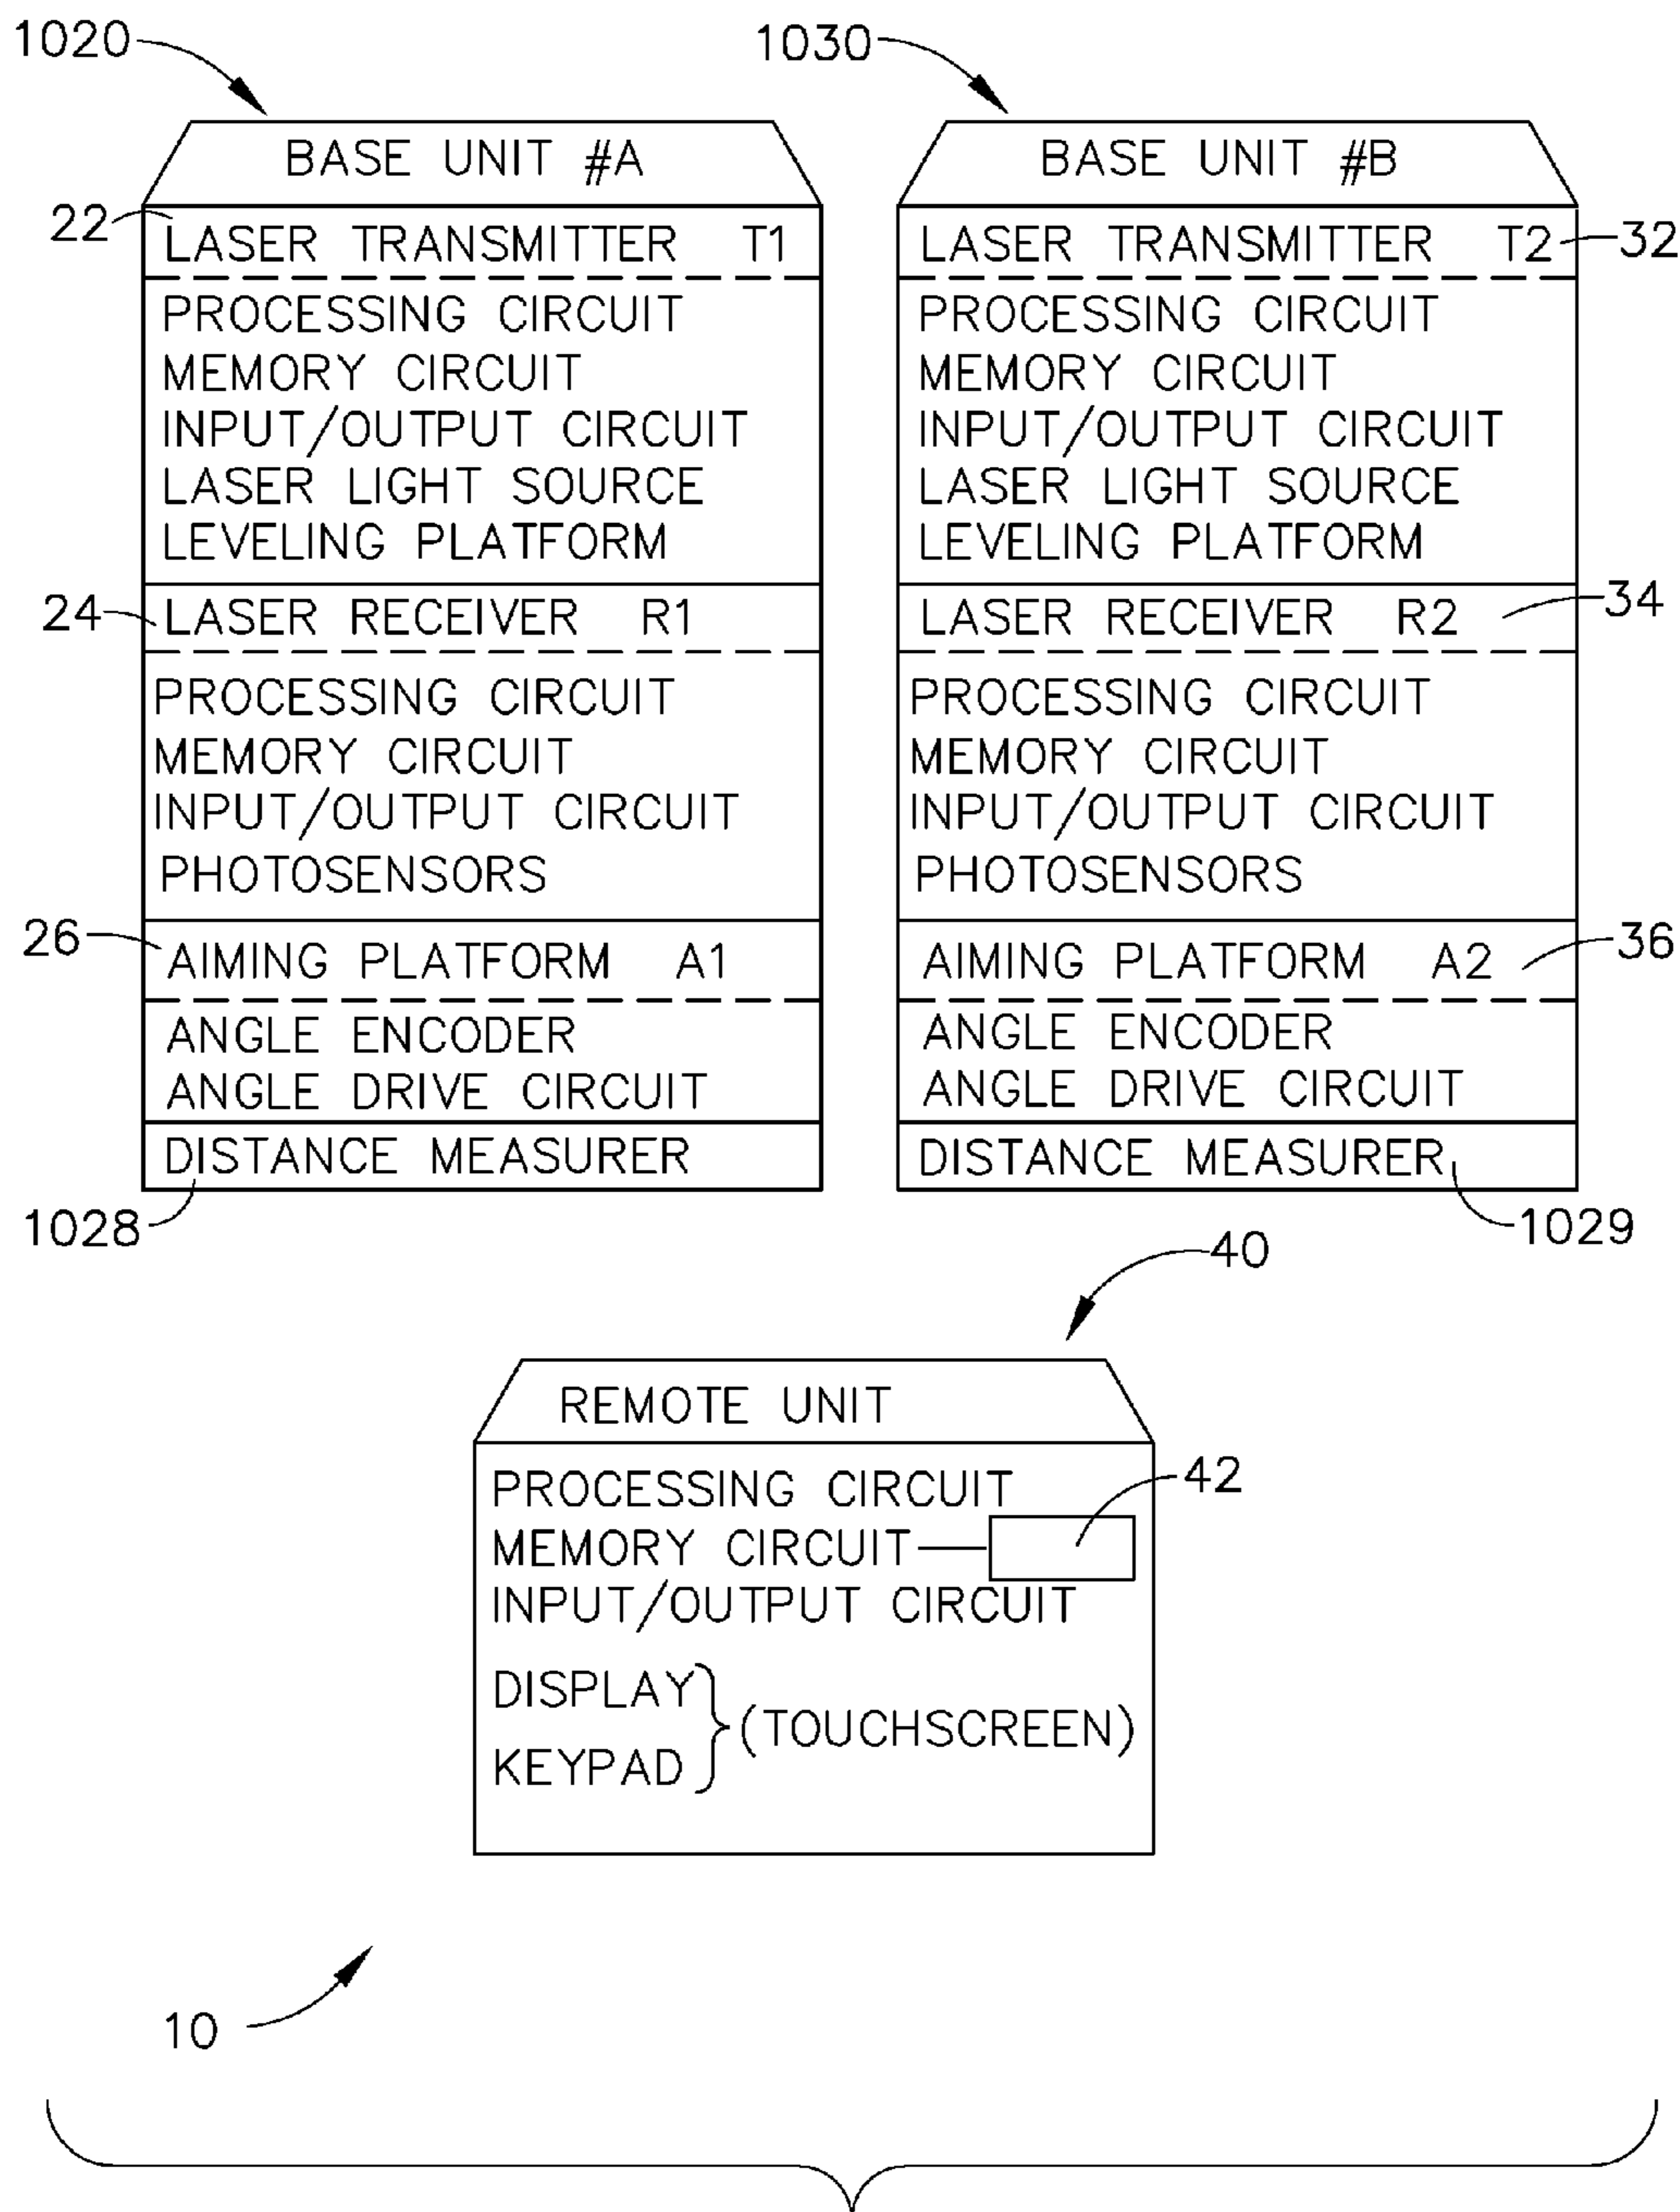 1020
BASE UNIT #A
22
LASER TRANSMITTER T1
PROCESSING CIRCUIT
MEMORY CIRCUIT
INPUT/OUTPUT CIRCUIT
LASER LIGHT SOURCE
LEVELING PLATFORM
24
LASER RECEIVER R1
PROCESSING CIRCUIT
MEMORY CIRCUIT
INPUT/OUTPUT CIRCUIT
PHOTOSENSORS
26
AIMING PLATFORM A1
ANGLE ENCODER
ANGLE DRIVE CIRCUIT
DISTANCE MEASURER
1028
1030
BASE UNIT #B
LASER TRANSMITTER T2
32
PROCESSING CIRCUIT
MEMORY CIRCUIT
INPUT/OUTPUT CIRCUIT
LASER LIGHT SOURCE
LEVELING PLATFORM
LASER RECEIVER R2
34
PROCESSING CIRCUIT
MEMORY CIRCUIT
INPUT/OUTPUT CIRCUIT
PHOTOSENSORS
AIMING PLATFORM A2
36
ANGLE ENCODER
ANGLE DRIVE CIRCUIT
DISTANCE MEASURER
1029
40
REMOTE UNIT
PROCESSING CIRCUIT
42
MEMORY CIRCUIT
INPUT/OUTPUT CIRCUIT
DISPLAY
(TOUCHSCREEN)
KEYPAD
10